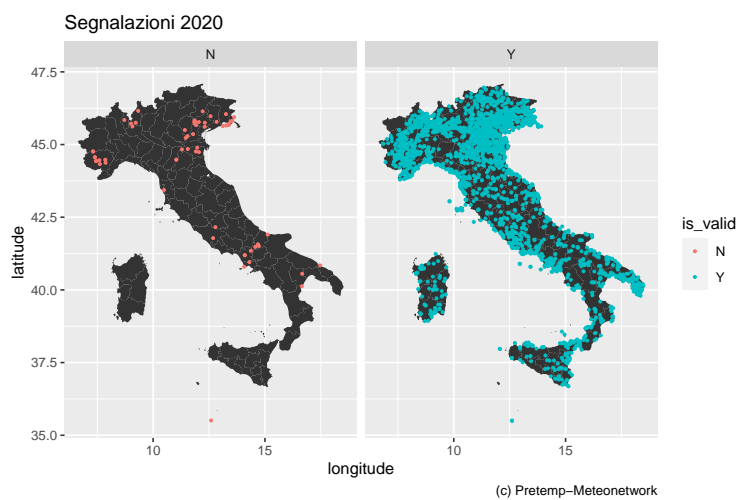 Segnalazioni 2020
N
Y
47.5
45.0
42.5
40.0
37.5
35.0
latitude
10
15
10
15
longitude
is_valid
N
Y
(c) Pretemp−Meteonetwork